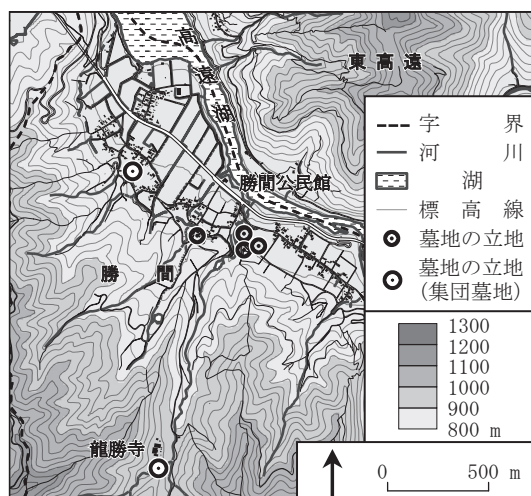 高遠湖
東高遠
勝間公民館
勝間
龍勝寺
字界
河川
湖
標高線
墓地の立地
墓地の立地
(集団墓地)
1300
1200
1100
1000
900
800 m
0 500 m